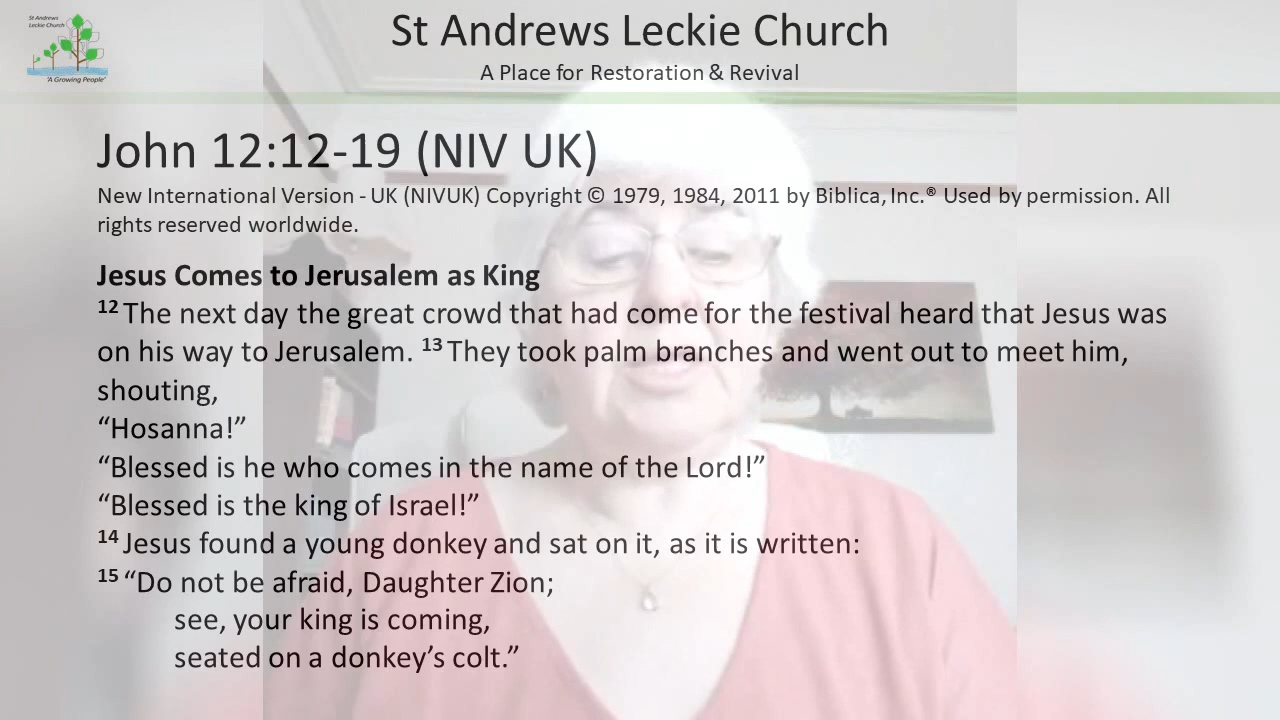 St Andrews
Leckie Church
'A Growing People'
St Andrews Leckie Church
A Place for Restoration & Revival
John 12:12-19 (NIV UK)
New International Version - UK (NIVUK) Copyright © 1979, 1984, 2011 by Biblica, Inc.® Used by permission. All
rights reserved worldwide.
Jesus Comes to Jerusalem as King
12 The next day the great crowd that had come for the festival heard that Jesus was
on his way to Jerusalem. 13 They took palm branches and went out to meet him,
shouting,
“Hosanna!”
“Blessed is he who comes in the name of the Lord!”
“Blessed is the king of Israel!”
14 Jesus found a young donkey and sat on it, as it is written:
15 “Do not be afraid, Daughter Zion;
see, your king is coming,
seated on a donkey’s colt.”